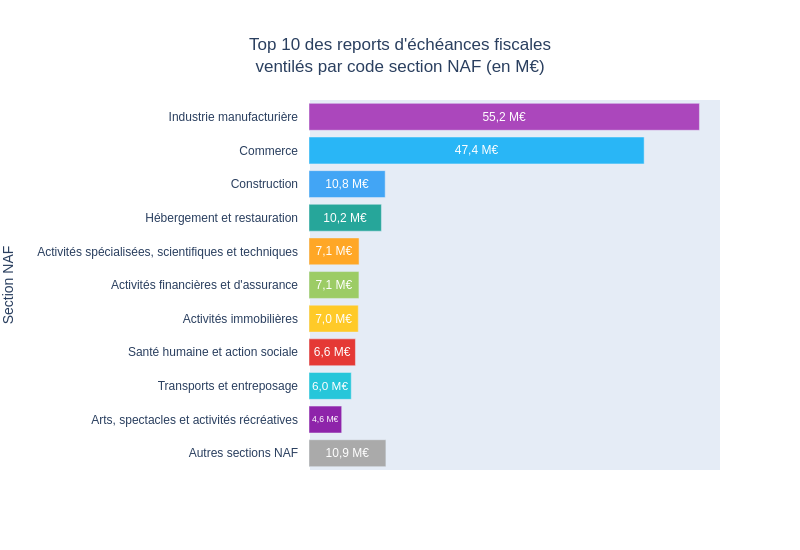 Top 10 des reports d'échéances fiscales
ventilés par code section NAF (en M€)
Section NAF
Industrie manufacturière 55,2 M€
Commerce 47,4 M€
Construction 10,8 M€
Hébergement et restauration 10,2 M€
Activités spécialisées, scientifiques et techniques 7,1 M€
Activités financières et d'assurance 7,1 M€
Activités immobilières 7,0 M€
Santé humaine et action sociale 6,6 M€
Transports et entreposage 6,0 M€
Arts, spectacles et activités récréatives 4,6 M€
Autres sections NAF 10,9 M€